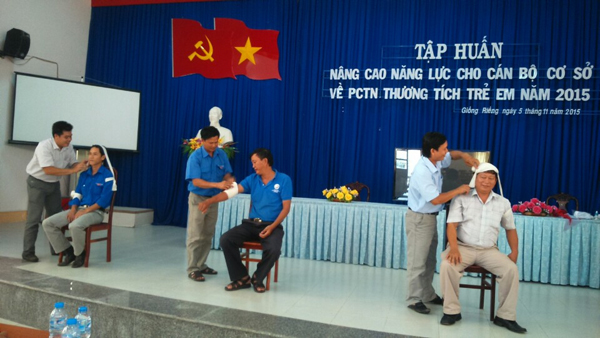 TẬP HUẤN
NÂNG CAO NĂNG LỰC CHO CÁN BỘ CƠ SỞ
VỀ PCTN THƯƠNG TÍCH TRẺ EM NĂM 2015
Giồng Riềng ngày 5 tháng 11 năm 2015